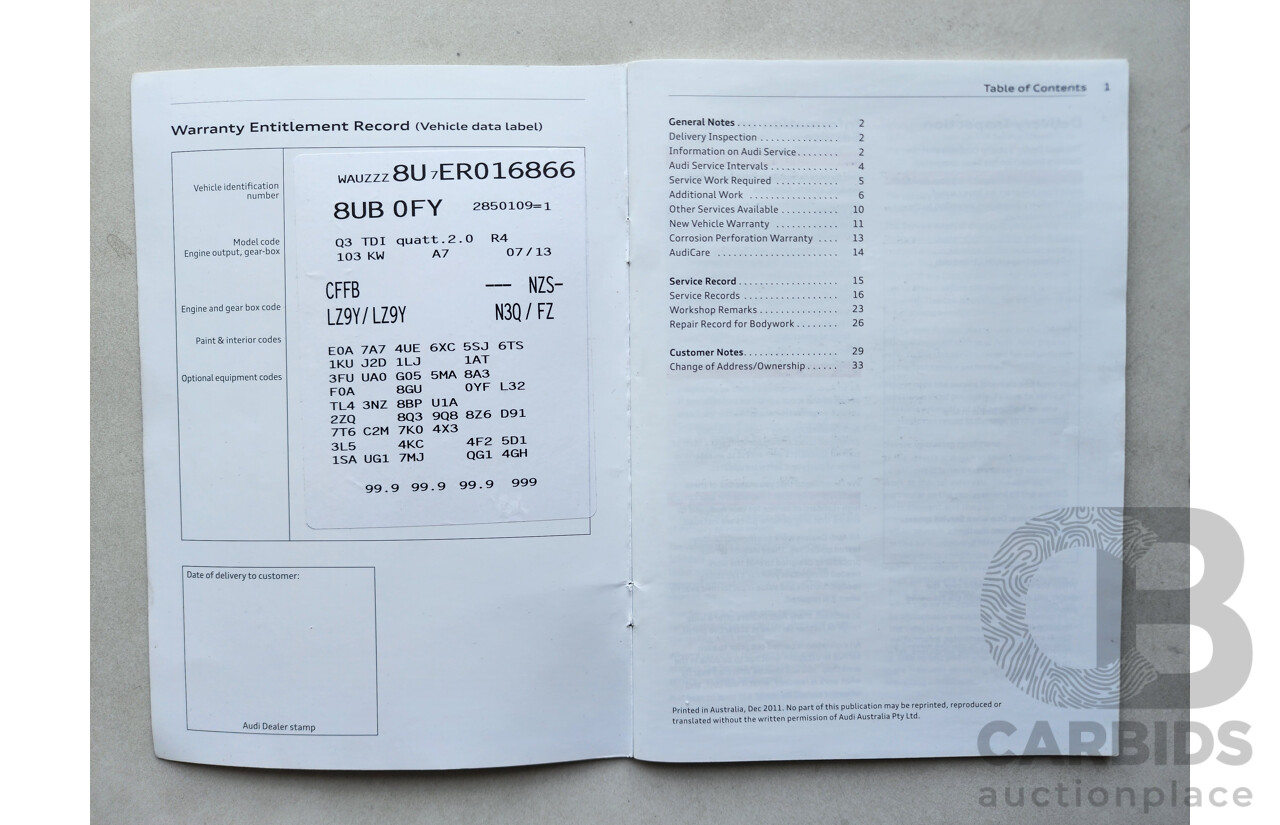 Warranty Entitlement Record (Vehicle data label)
Vehicle identification
number
WAUZZZ 8U 7 ER016866
8UB 0FY 2850109=1
Model code
Engine output, gear-box
Q3 TDI quatt.2.0 R4
103 KW A7 07/13
Engine and gear box code
CFFB --- NZS-
LZ9Y/LZ9Y N3Q/FZ
Paint & interior codes
Optional equipment codes
E0A 7A7 4UE 6XC 5SJ 6TS
1KU J2D 1LJ 1AT
3FU UA0 G05 5MA 8A3
F0A 8GU 0YF L32
TL4 3NZ 8BP U1A
2ZQ 8Q3 9Q8 8Z6 D91
7T6 C2M 7K0 4X3
3L5 4KC 4F2 5D1
1SA UG1 7MJ QG1 4GH
99.9 99.9 99.9 999
Date of delivery to customer:
Audi Dealer stamp
Table of Contents 1
General Notes . . . . . . . . . . . . . . . . . . 2
Delivery Inspection . . . . . . . . . . . . . . 2
Information on Audi Service . . . . . . . 2
Audi Service Intervals . . . . . . . . . . . . 4
Service Work Required . . . . . . . . . . . 5
Additional Work . . . . . . . . . . . . . . . . 6
Other Services Available . . . . . . . . . . 10
New Vehicle Warranty . . . . . . . . . . . 11
Corrosion Perforation Warranty . . . . 13
AudiCare . . . . . . . . . . . . . . . . . . . . . . 14
Service Record . . . . . . . . . . . . . . . . . . 15
Service Records . . . . . . . . . . . . . . . . . 16
Workshop Remarks . . . . . . . . . . . . . . 23
Repair Record for Bodywork . . . . . . . . 26
Customer Notes . . . . . . . . . . . . . . . . . 29
Change of Address/Ownership . . . . . . 33
Printed in Australia, Dec 2011. No part of this publication may be reprinted, reproduced or
translated without the written permission of Audi Australia Pty Ltd.
CB
CARBIDS
auctionplace